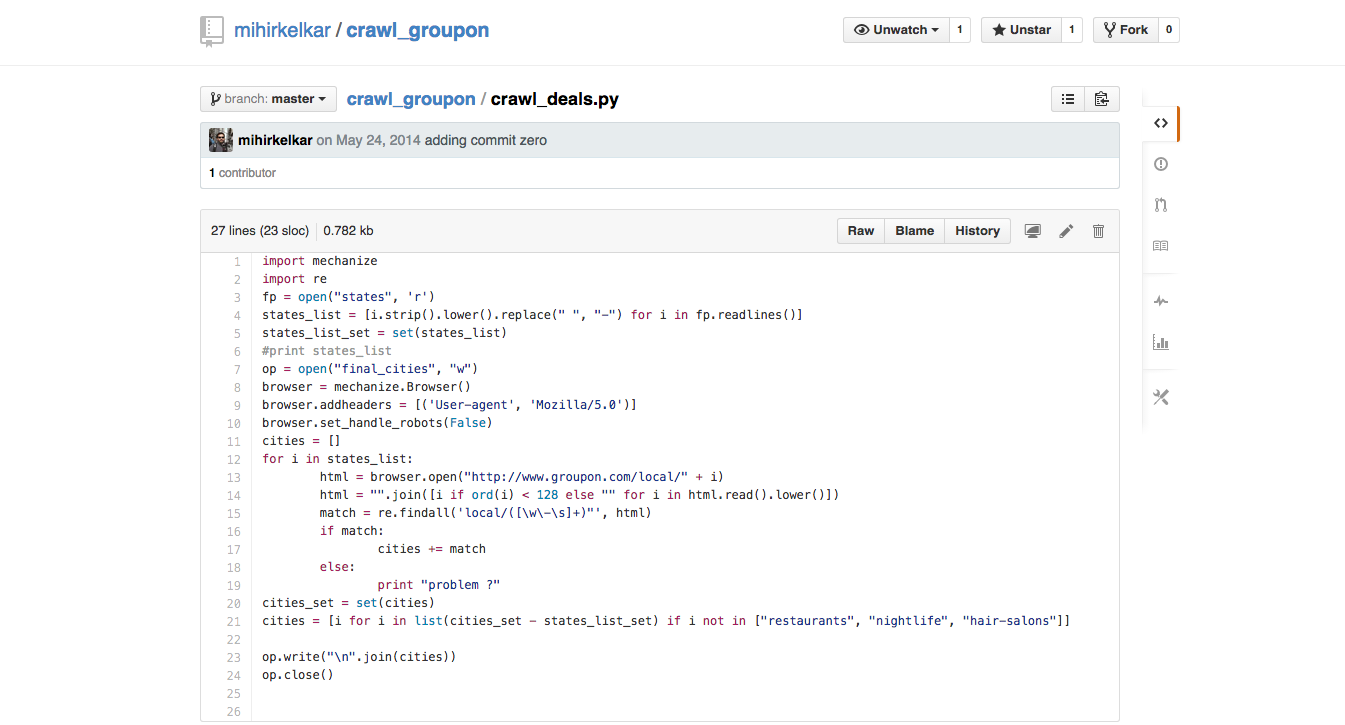 mihirkelkar / crawl_groupon
Unwatch 1 Unstar 1 Fork 0
branch: master crawl_groupon / crawl_deals.py
mihirkelkar on May 24, 2014 adding commit zero
1 contributor
27 lines (23 sloc) 0.782 kb Raw Blame History
1 import mechanize
2 import re
3 fp = open("states", 'r')
4 states_list = [i.strip().lower().replace(" ", "-") for i in fp.readlines()]
5 states_list_set = set(states_list)
6 #print states_list
7 op = open("final_cities", "w")
8 browser = mechanize.Browser()
9 browser.addheaders = [('User-agent', 'Mozilla/5.0')]
10 browser.set_handle_robots(False)
11 cities = []
12 for i in states_list:
13         html = browser.open("http://www.groupon.com/local/" + i)
14         html = "".join([i if ord(i) < 128 else "" for i in html.read().lower()])
15         match = re.findall('local/([\w\-\s]+)"', html)
16         if match:
17                 cities += match
18         else:
19                 print "problem ?"
20 cities_set = set(cities)
21 cities = [i for i in list(cities_set - states_list_set) if i not in ["restaurants", "nightlife", "hair-salons"]]
22
23 op.write("\n".join(cities))
24 op.close()
25
26